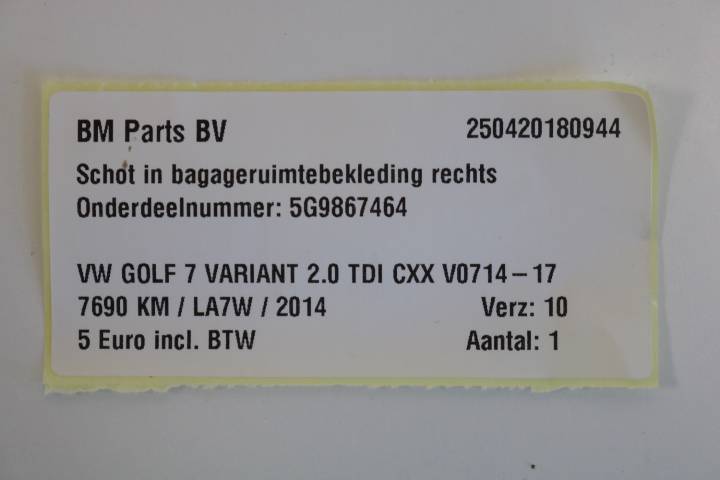 BM Parts BV 250420180944
Schot in bagageruimtebekleding rechts
Onderdeelnummer: 5G9867464
VW GOLF 7 VARIANT 2.0 TDI CXX V0714-17
7690 KM / LA7W / 2014 Verz: 10
5 Euro incl. BTW Aantal: 1